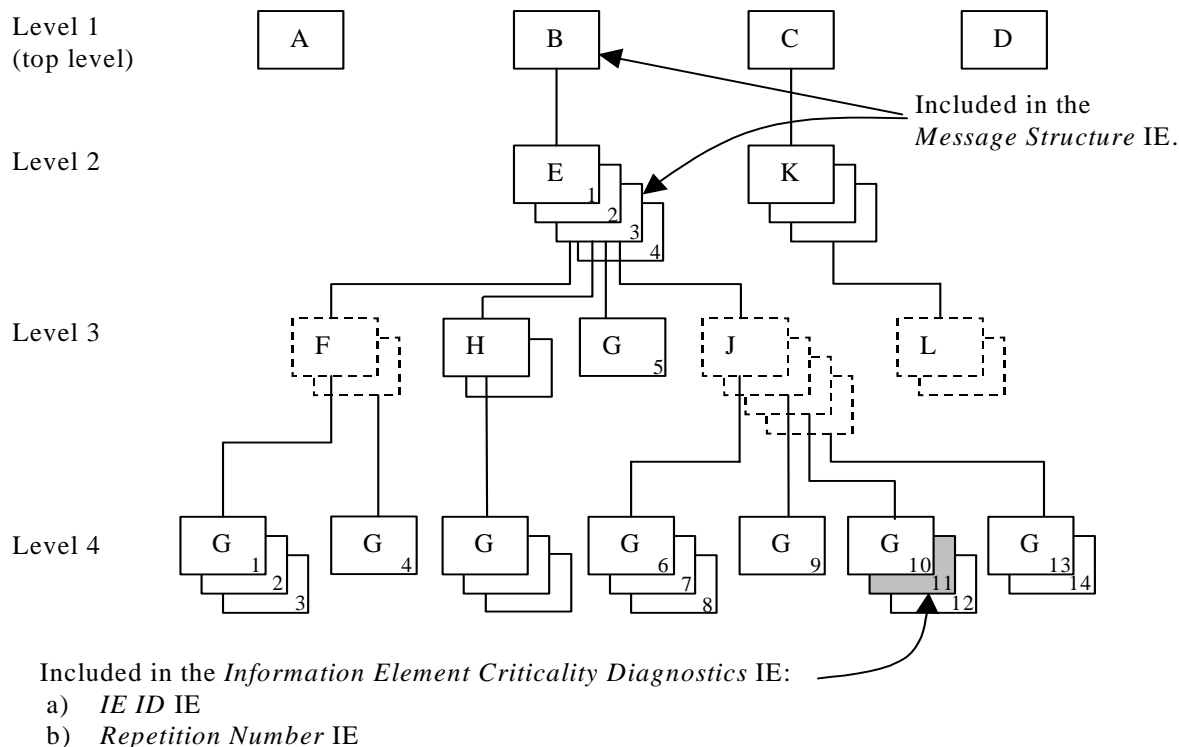 Level 1
(top level)
A
B
C
D
Included in the
Message Structure IE.
Level 2
E
1
2
3
4
K
Level 3
F
H
G
5
J
L
Level 4
G
1
2
3
G
4
G
G
6
7
8
G
9
G
10
11
12
G
13
14
Included in the Information Element Criticality Diagnostics IE:
a) IE ID IE
b) Repetition Number IE